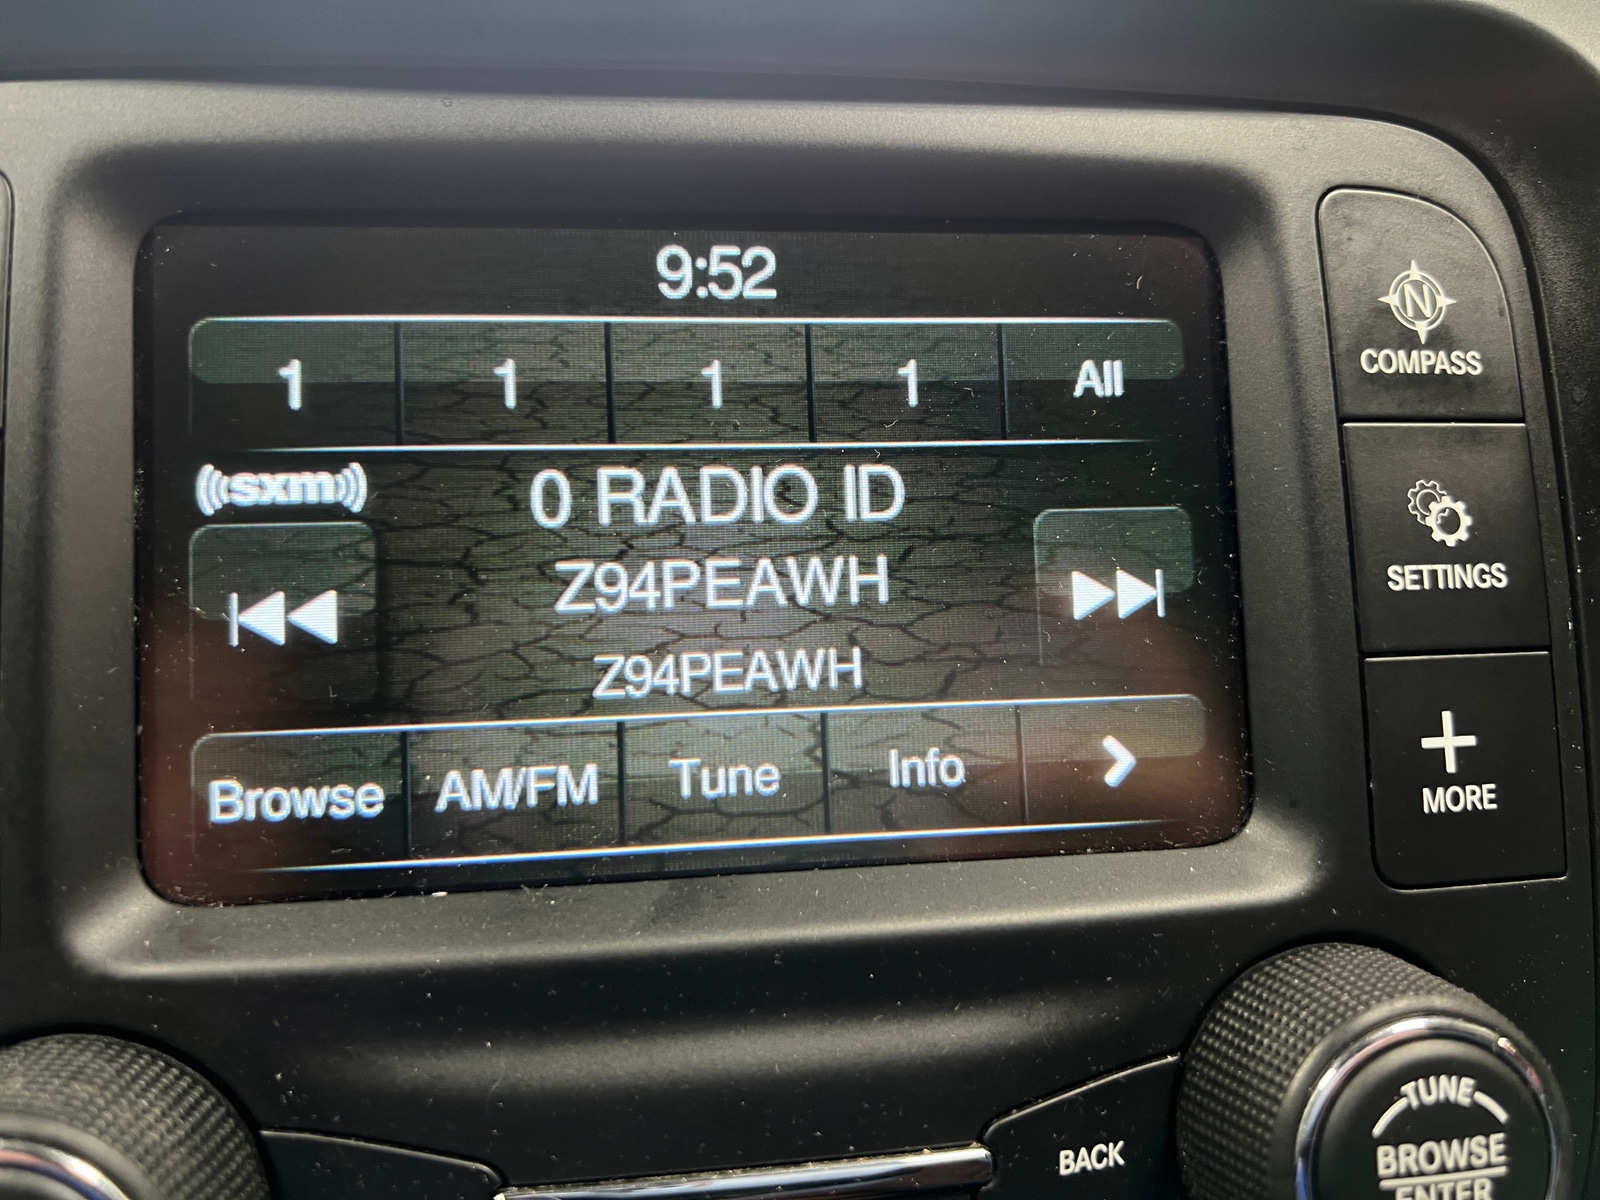 9:52
1 1 1 1 All
sxm
0 RADIO ID
Z94PEAWH
Z94PEAWH
Browse AM/FM Tune Info
N
COMPASS
SETTINGS
MORE
BACK
TUNE
BROWSE
ENTER